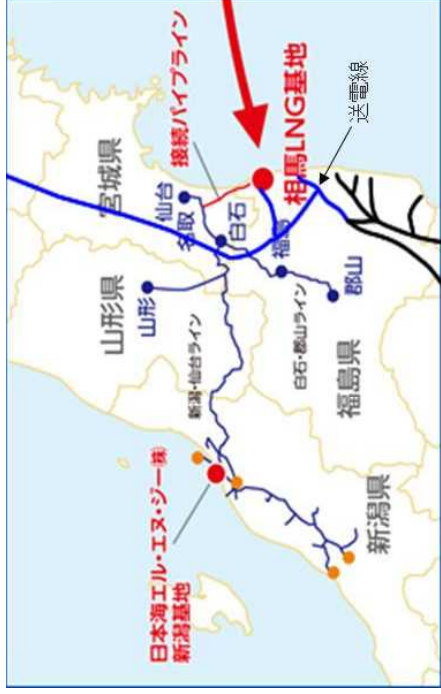 宮城県
仙台
名取
接続パイプライン
相馬LNG基地
送電線
白石
山形県
山形
新潟・仙台ライン
福島
白石・郡山ライン
郡山
福島県
日本海エル・エヌ・ジー㈱
新潟基地
新潟県